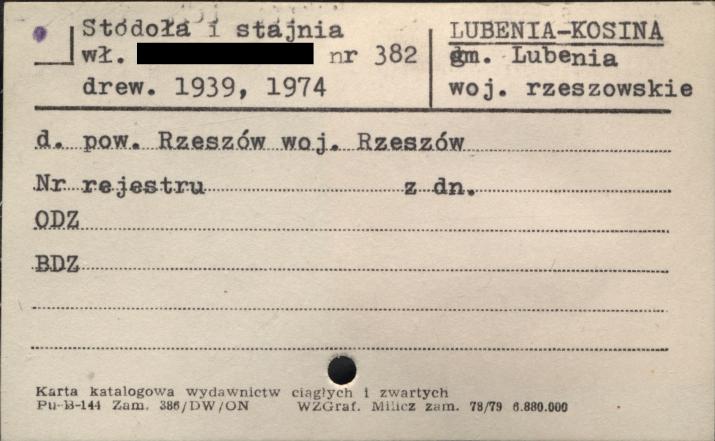 Stodoła i stajnia
wł. nr 382
drew. 1939, 1974
LUBENIA-KOSINA
gm. Lubenia
woj. rzeszowskie
d. pow. Rzeszów woj. Rzeszów
Nr rejestru z dn.
ODZ
BDZ
Karta katalogowa wydawnictw ciągłych i zwartych
Pu-B-144 Zam. 386/DW/ON WZGraf. Milicz zam. 78/79 6.880.000